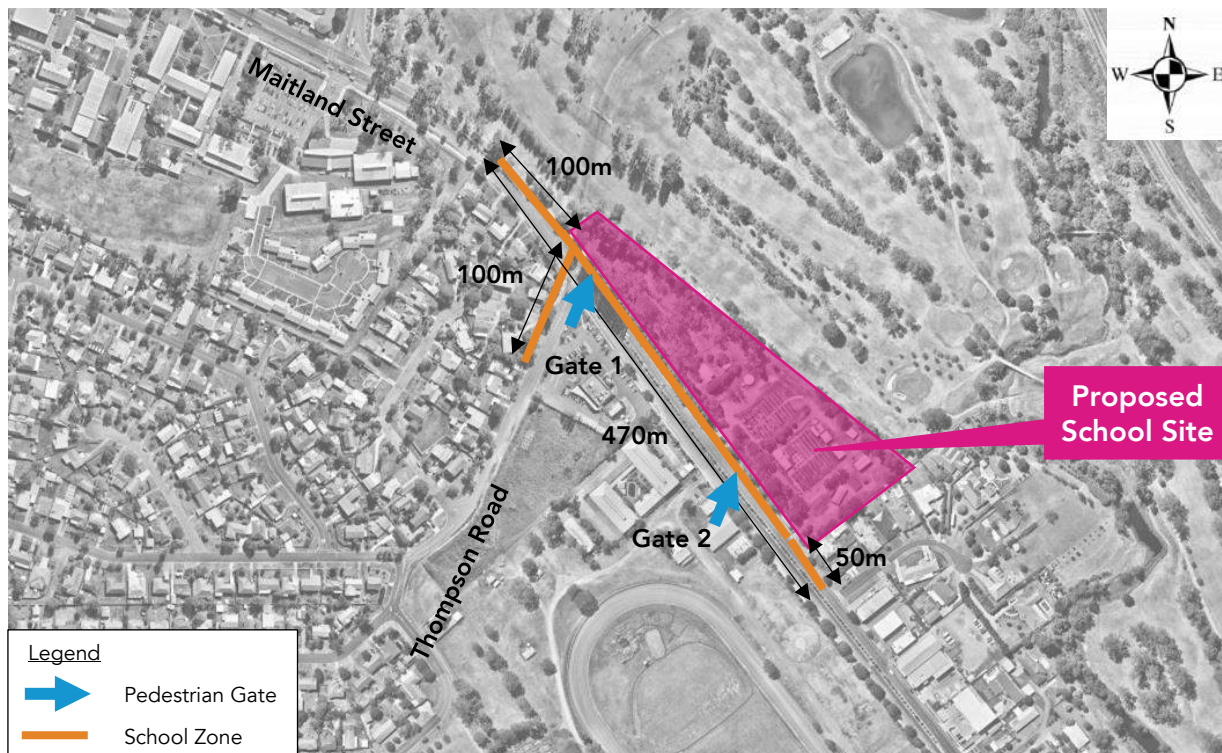 N
W E
S
Maitland Street
100m
100m
Gate 1
Proposed
School Site
470m
Thompson Road
Gate 2
50m
Legend
Pedestrian Gate
School Zone